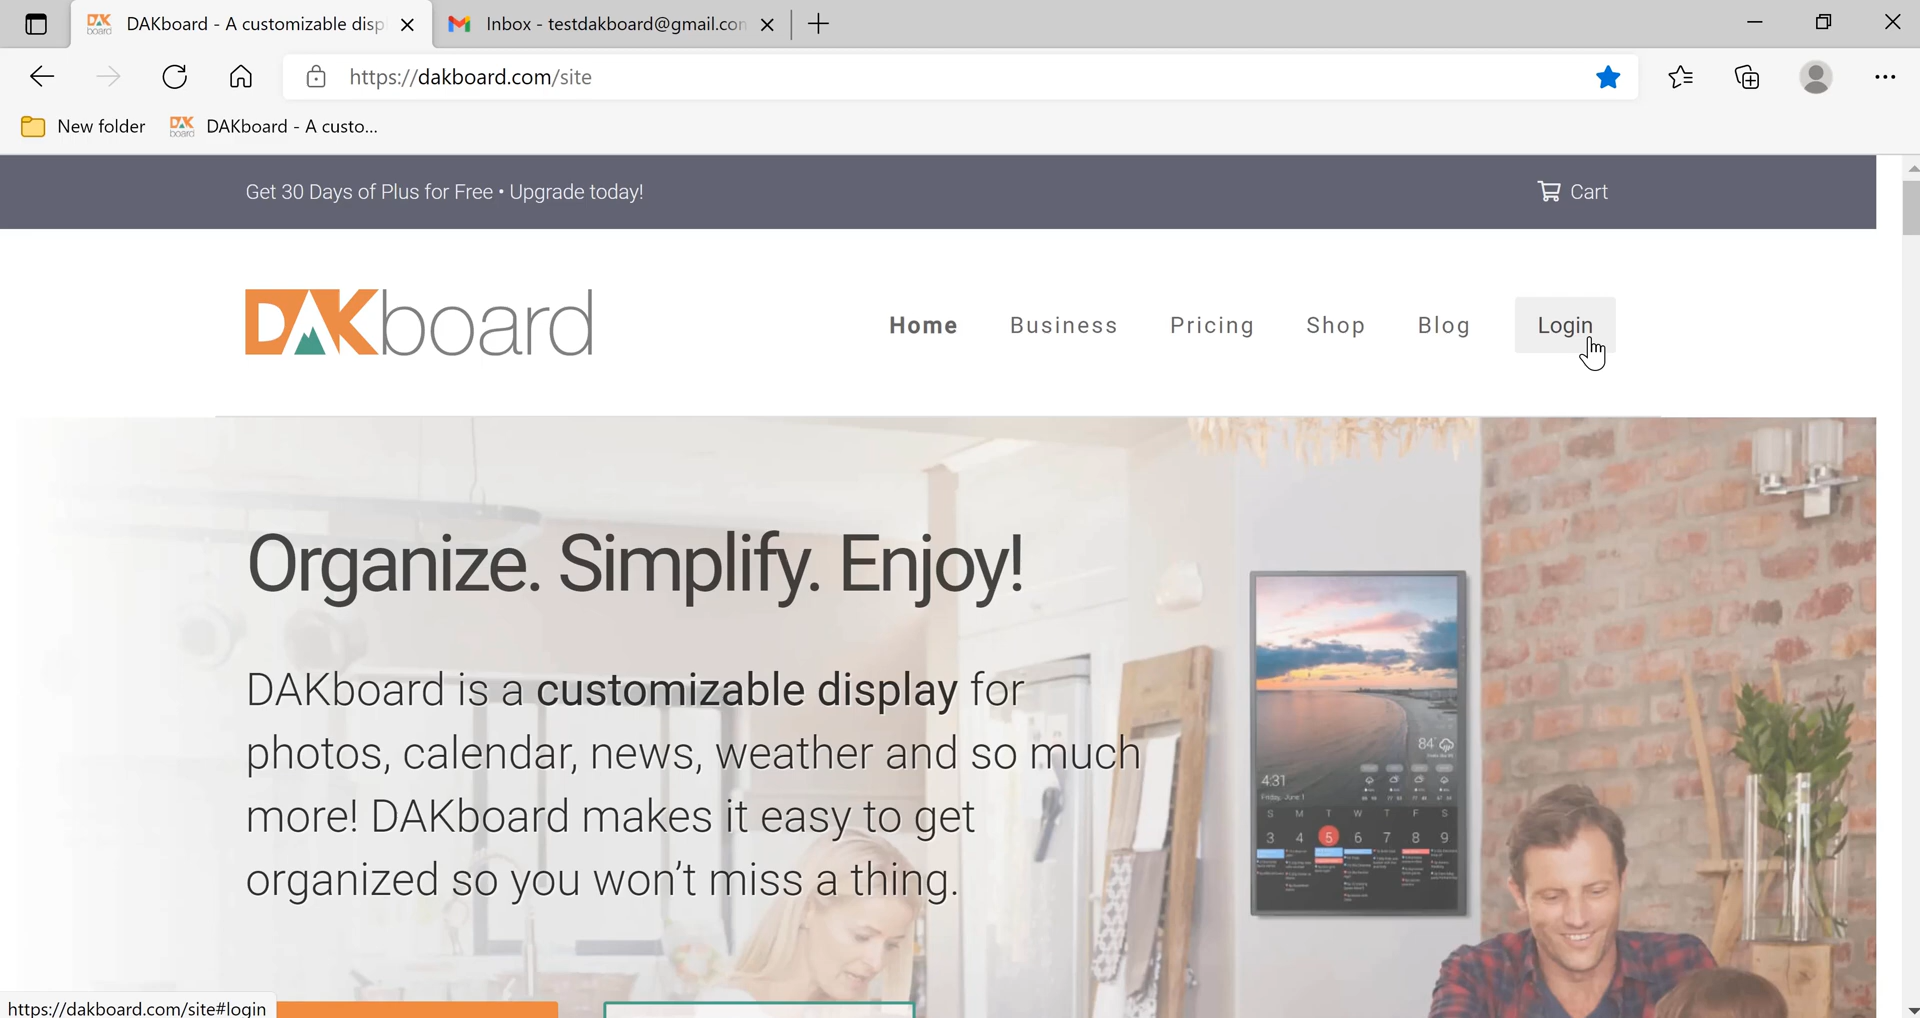 DAKboard - A customizable disp
Inbox - testdakboard@gmail.con
https://dakboard.com/site
New folder
DAKboard - A custo...
Get 30 Days of Plus for Free • Upgrade today!
Cart
DAKboard
Home
Business
Pricing
Shop
Blog
Login
Organize. Simplify. Enjoy!
DAKboard is a customizable display for
photos, calendar, news, weather and so much
more! DAKboard makes it easy to get
organized so you won't miss a thing.
84°
4:31
Friday, June 1
S M T W T F S
3 4 5 6 7 8 9
https://dakboard.com/site#login